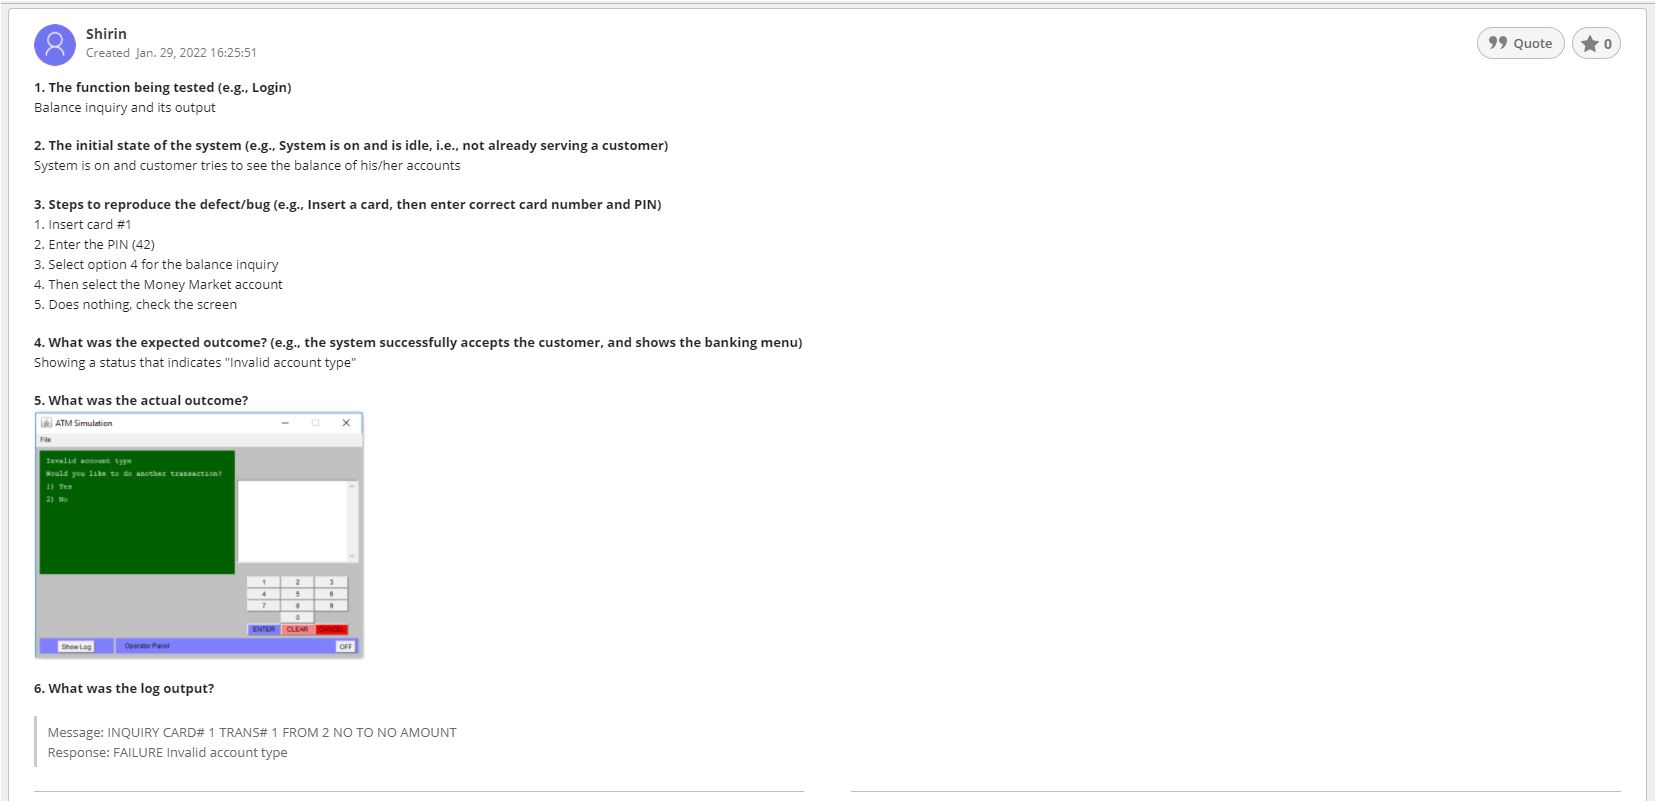 Shirin
Created Jan. 29, 2022 16:25:51
Quote
0
1. The function being tested (e.g., Login)
Balance inquiry and its output
2. The initial state of the system (e.g., System is on and is idle, i.e., not already serving a customer)
System is on and customer tries to see the balance of his/her accounts
3. Steps to reproduce the defect/bug (e.g., Insert a card, then enter correct card number and PIN)
1. Insert card #1
2. Enter the PIN (42)
3. Select option 4 for the balance inquiry
4. Then select the Money Market account
5. Does nothing, check the screen
4. What was the expected outcome? (e.g., the system successfully accepts the customer, and shows the banking menu)
Showing a status that indicates "Invalid account type"
5. What was the actual outcome?
ATM Simulation
File
Invalid account type
Would you like to do another transaction?
1) Yes
2) No
1 2 3
4 5 6
7 8 9
0
ENTER CLEAR CANCEL
Show Log Operator Panel OFF
6. What was the log output?
Message: INQUIRY CARD# 1 TRANS# 1 FROM 2 NO TO NO AMOUNT
Response: FAILURE Invalid account type